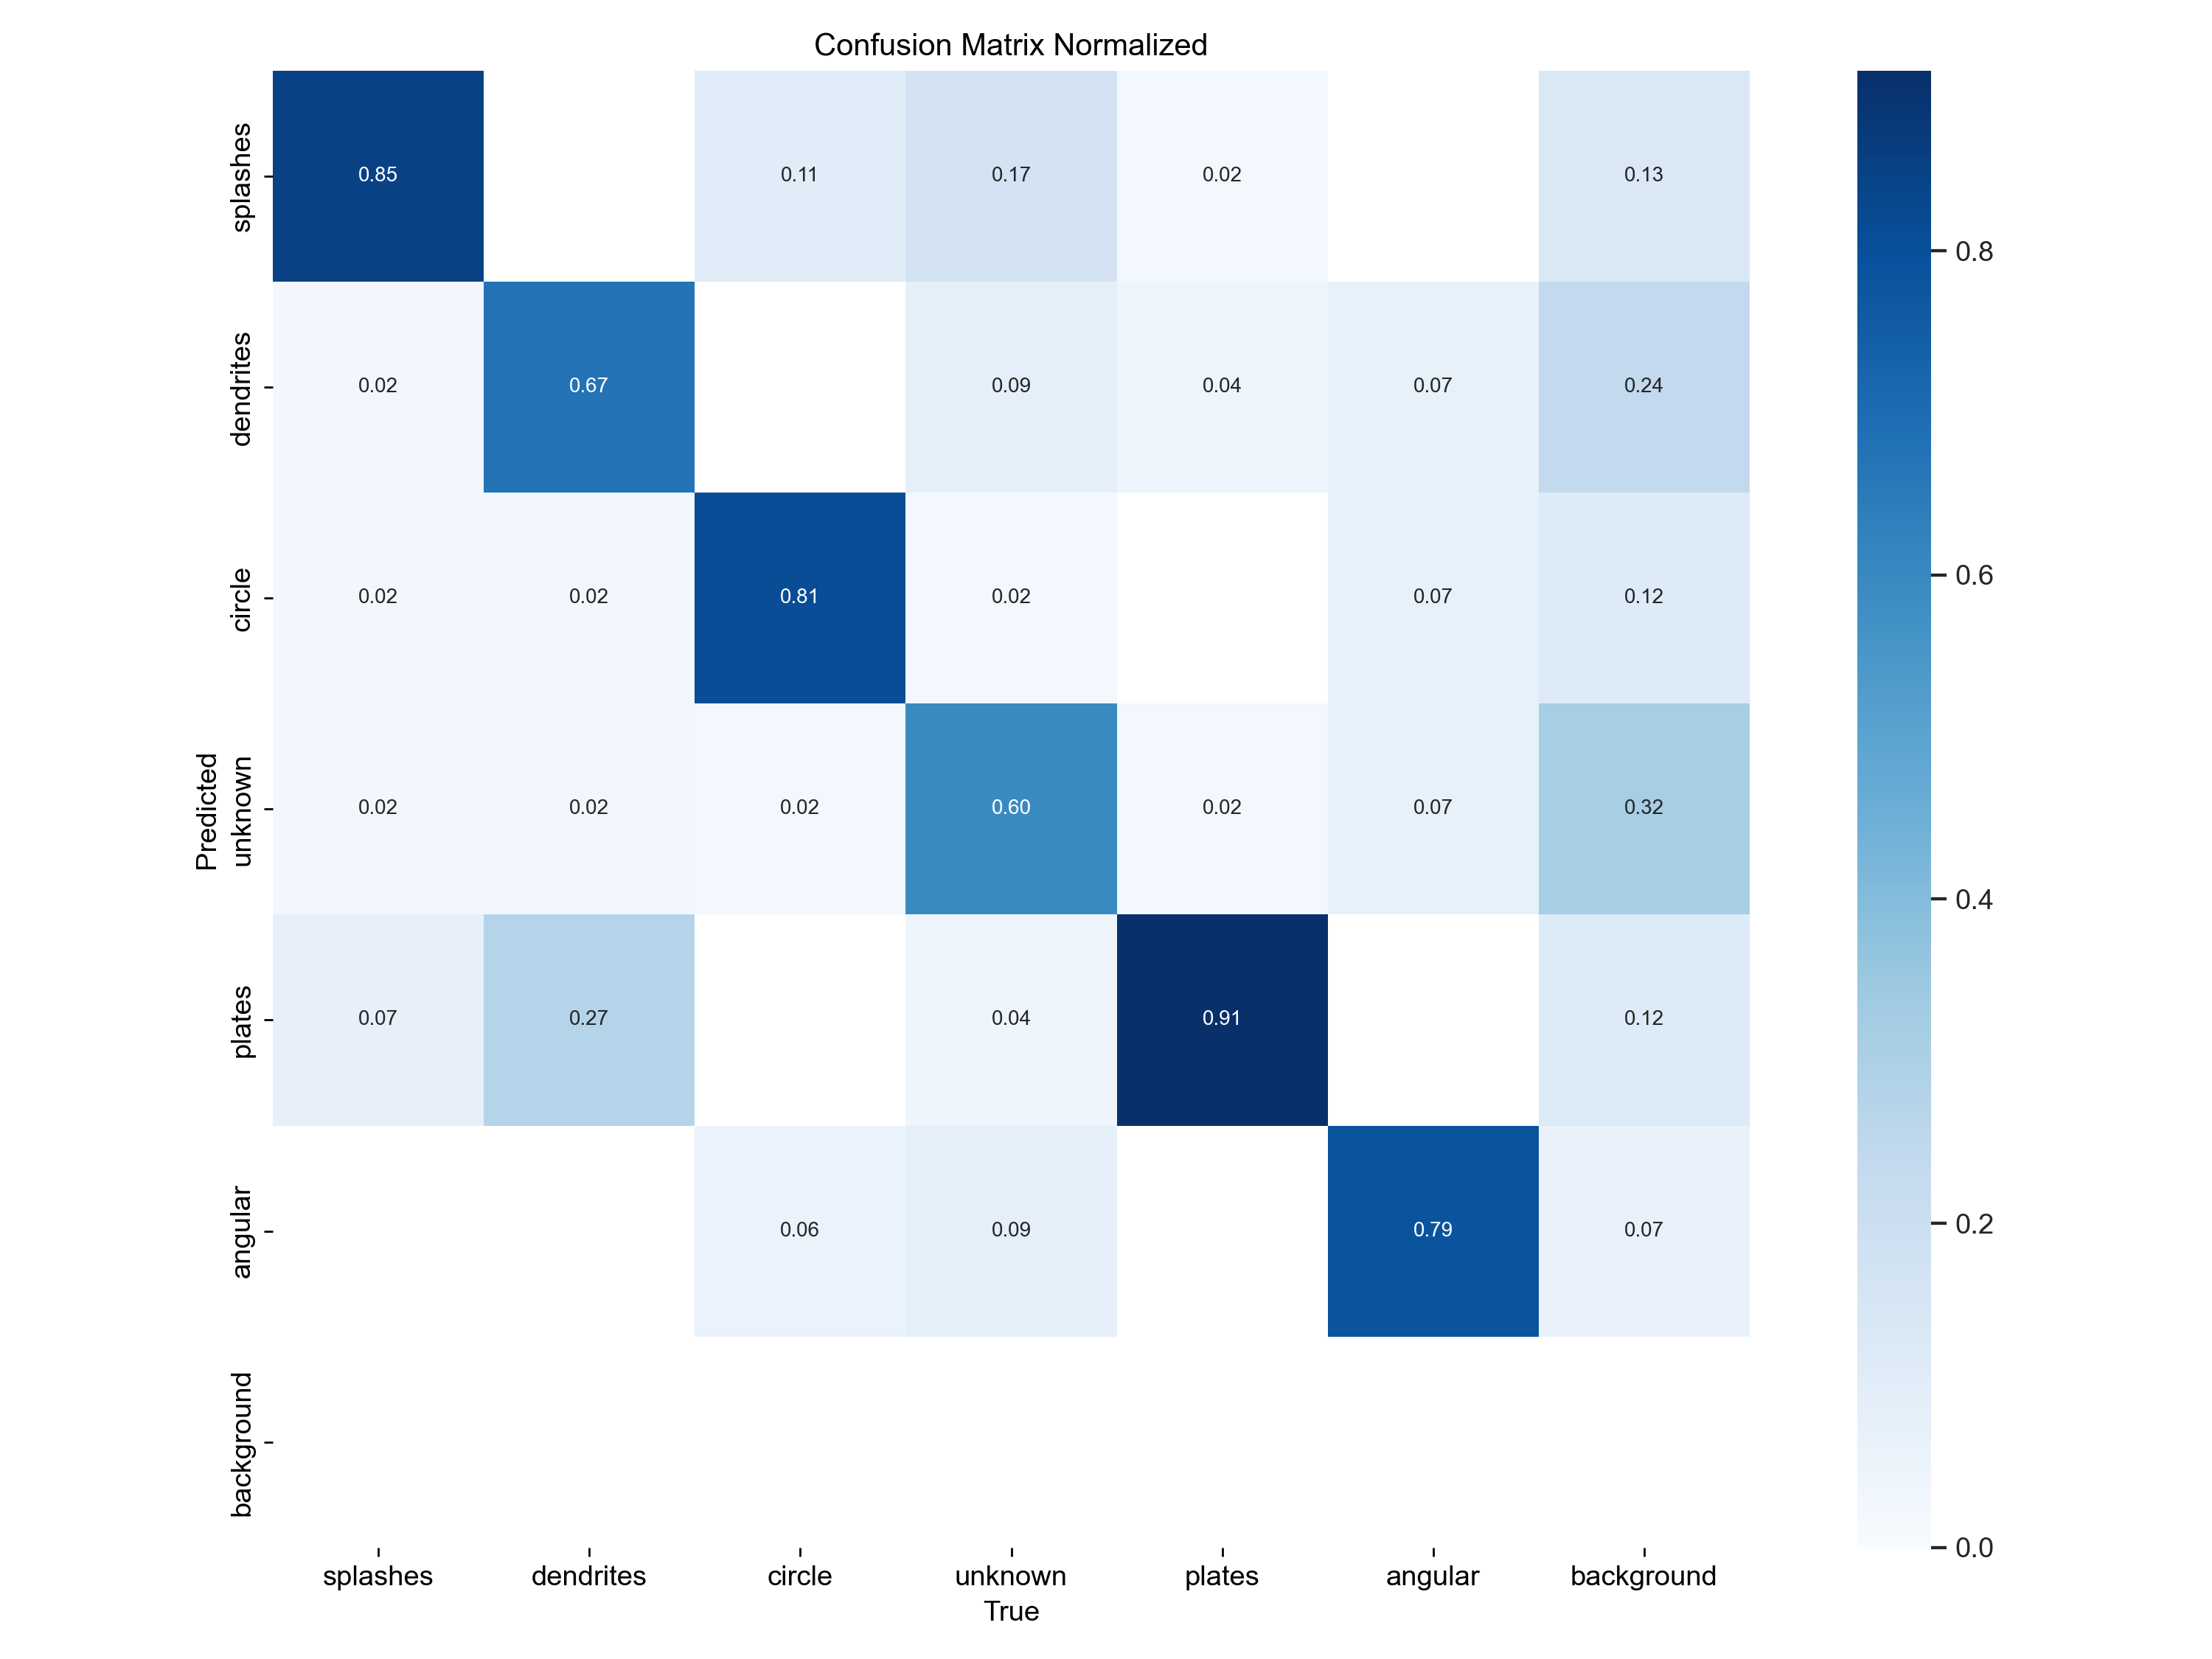 Confusion Matrix Normalized
splashes 0.85 0.11 0.17 0.02 0.13
dendrites 0.02 0.67 0.09 0.04 0.07 0.24
circle 0.02 0.02 0.81 0.02 0.07 0.12
unknown 0.02 0.02 0.02 0.60 0.02 0.07 0.32
plates 0.07 0.27 0.04 0.91 0.12
angular 0.06 0.09 0.79 0.07
background
Predicted
splashes dendrites circle unknown plates angular background
True
0.8
0.6
0.4
0.2
0.0